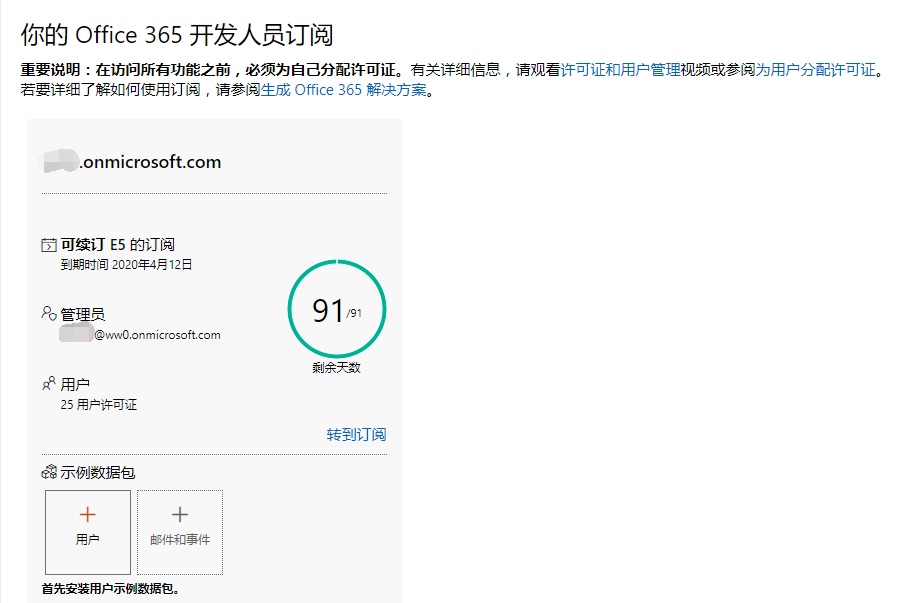 你的 Office 365 开发人员订阅
重要说明：在访问所有功能之前，必须为自己分配许可证。有关详细信息，请观看许可证和用户管理视频或参阅为用户分配许可证。
若要详细了解如何使用订阅，请参阅生成 Office 365 解决方案。
.onmicrosoft.com
可续订 E5 的订阅
到期时间 2020年4月12日
91/91
剩余天数
管理员
@ww0.onmicrosoft.com
用户
25 用户许可证
转到订阅
示例数据包
用户
邮件和事件
首先安装用户示例数据包。